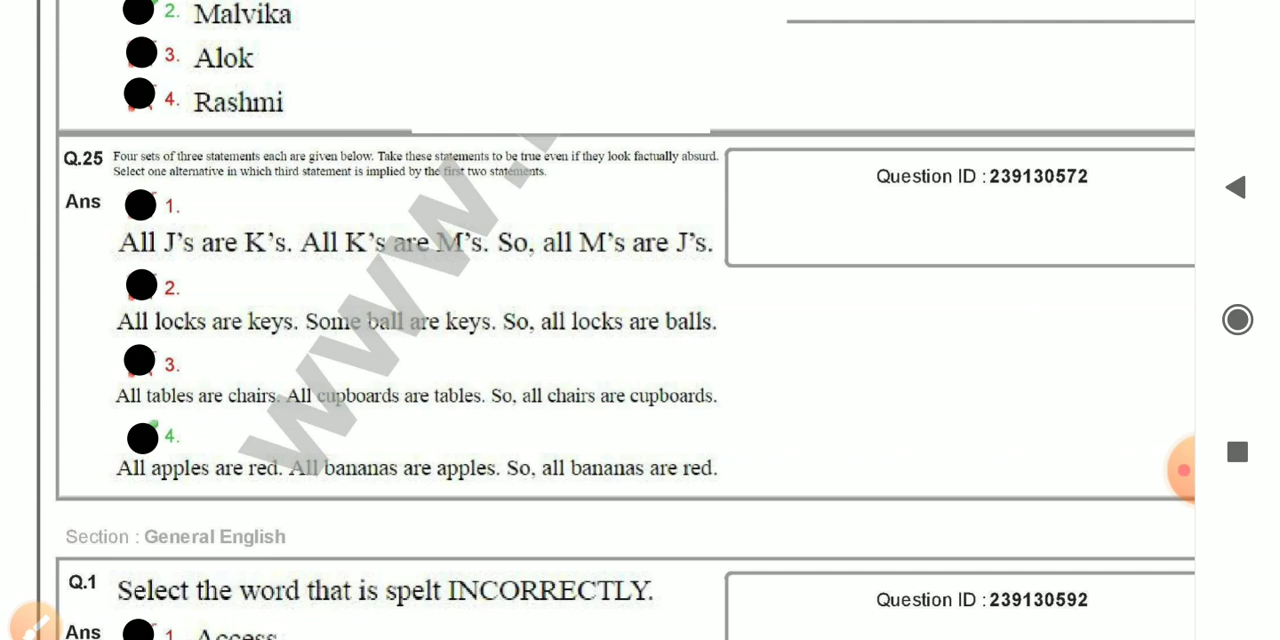 2. Malvika
3. Alok
4. Rashmi
Q.25 Four sets of three statements each are given below. Take these statements to be true even if they look factually absurd.
Select one alternative in which third statement is implied by the first two statements.
Question ID : 239130572
Ans 1.
All J’s are K’s. All K’s are M’s. So, all M’s are J’s.
2.
All locks are keys. Some ball are keys. So, all locks are balls.
3.
All tables are chairs. All cupboards are tables. So, all chairs are cupboards.
4.
All apples are red. All bananas are apples. So, all bananas are red.
www.
Section : General English
Q.1 Select the word that is spelt INCORRECTLY.
Question ID : 239130592
Ans 1. Access